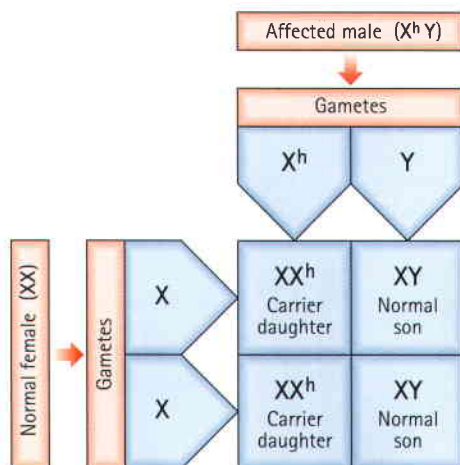 Affected male (Xʰ Y)
Gametes
Xʰ Y
Normal female (XX)
Gametes
X
XXʰ
Carrier
daughter
XY
Normal
son
X
XXʰ
Carrier
daughter
XY
Normal
son